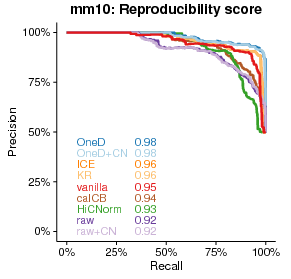 mm10: Reproducibility score
Precision
100%
75%
50%
25%
0%
OneD 0.98
OneD+CN 0.98
ICE 0.96
KR 0.96
vanilla 0.95
calCB 0.94
HiCNorm 0.93
raw 0.92
raw+CN 0.92
0% 25% 50% 75% 100%
Recall